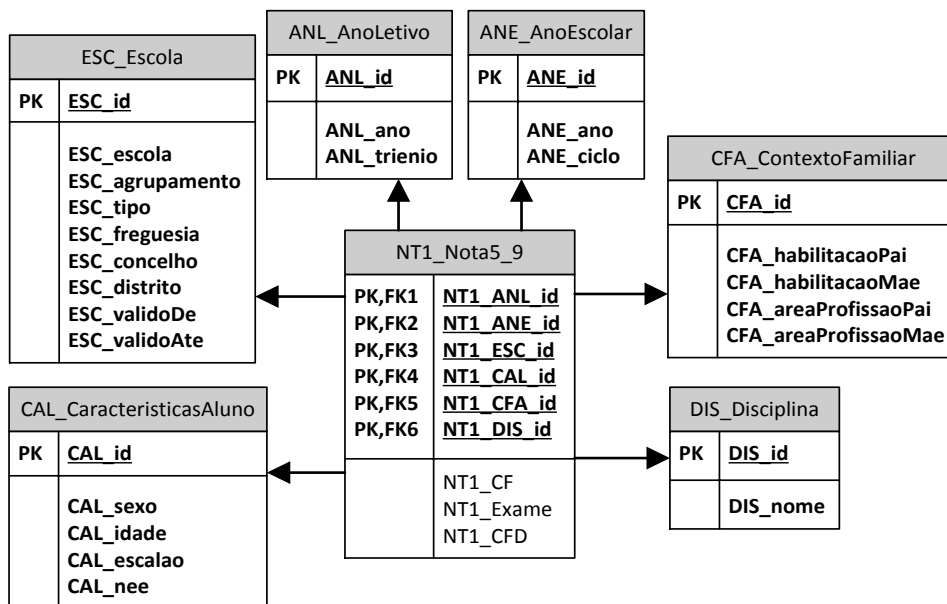 ESC_Escola
PK ESC_id
ESC_escola
ESC_agrupamento
ESC_tipo
ESC_freguesia
ESC_concelho
ESC_distrito
ESC_validoDe
ESC_validoAte
ANL_AnoLetivo
PK ANL_id
ANL_ano
ANL_trienio
ANE_AnoEscolar
PK ANE_id
ANE_ano
ANE_ciclo
CFA_ContextoFamiliar
PK CFA_id
CFA_habilitacaoPai
CFA_habilitacaoMae
CFA_areaProfissaoPai
CFA_areaProfissaoMae
NT1_Nota5_9
PK,FK1 NT1_ANL_id
PK,FK2 NT1_ANE_id
PK,FK3 NT1_ESC_id
PK,FK4 NT1_CAL_id
PK,FK5 NT1_CFA_id
PK,FK6 NT1_DIS_id
NT1_CF
NT1_Exame
NT1_CFD
CAL_CaracteristicasAluno
PK CAL_id
CAL_sexo
CAL_idade
CAL_escalao
CAL_nee
DIS_Disciplina
PK DIS_id
DIS_nome